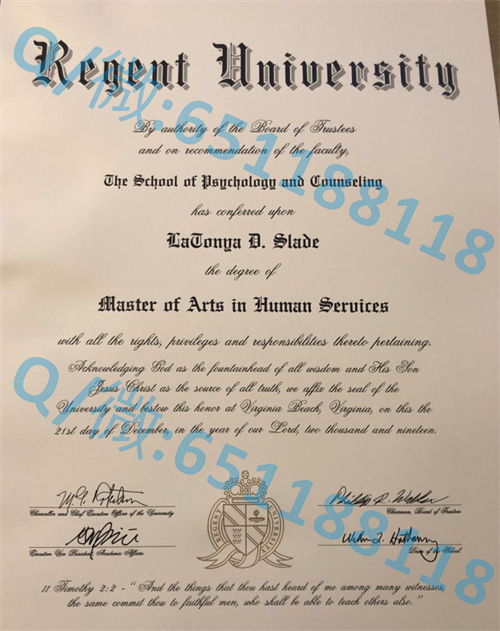 Regent University
By authority of the Board of Trustees
and on recommendation of the faculty,
The School of Psychology and Counseling
has conferred upon
LaTonya D. Slade
the degree of
Master of Arts in Human Services
with all the rights, privileges and responsibilities thereto pertaining.
Acknowledging God as the fountainhead of all wisdom and His Son
Jesus Christ as the source of all truth, we affix the seal of the
University and bestow this honor at Virginia Beach, Virginia, on this the
21st day of December, in the year of our Lord, two thousand and nineteen.
Chancellor and Chief Executive Officer of the University
Chairman, Board of Trustees
Executive Vice President Academic Affairs
Dean of the School
REGENT UNIVERSITY
II Timothy 2:2 - "And the things that thou hast heard of me among many witnesses,
the same commit thou to faithful men, who shall be able to teach others also."
Q/微:651188118
Q/微:651188118